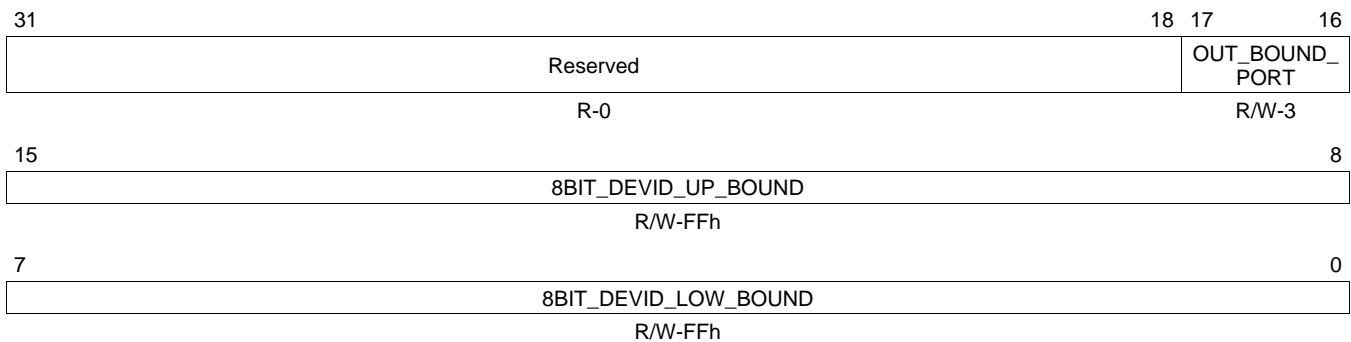 31 18 17 16
Reserved OUT_BOUND_
PORT
R-0 R/W-3
15 8
8BIT_DEVID_UP_BOUND
R/W-FFh
7 0
8BIT_DEVID_LOW_BOUND
R/W-FFh